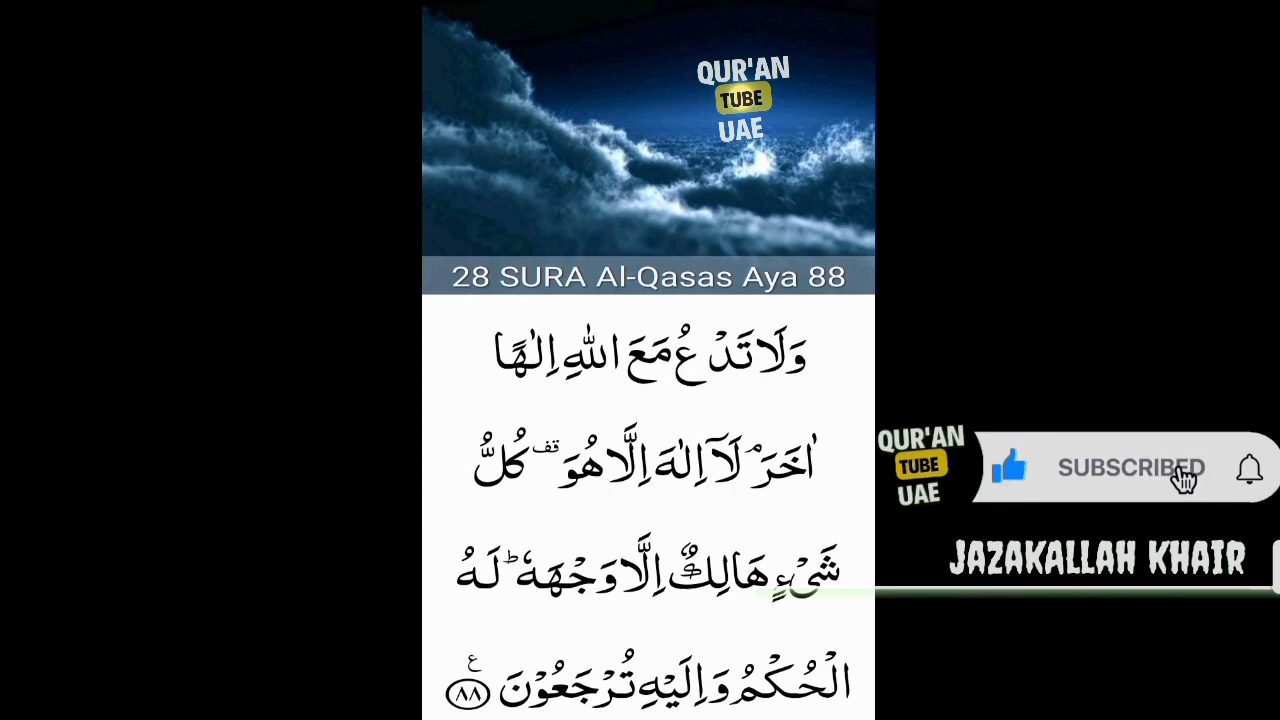 QUR'AN
TUBE
UAE
28 SURA Al-Qasas Aya 88
وَلَا تَدْعُ مَعَ اللّٰهِ اِلٰهًا
اٰخَرَ ۘ لَاۤ اِلٰهَ اِلَّا هُوَ ۫ قف كُلُّ
شَیْءٍ هَالِكٌ اِلَّا وَجْهَهٗ ؕ لَهُ
الْحُكْمُ وَاِلَيْهِ تُرْجَعُوْنَ ع ٨٨
QUR'AN
TUBE
UAE
SUBSCRIBED
JAZAKALLAH KHAIR